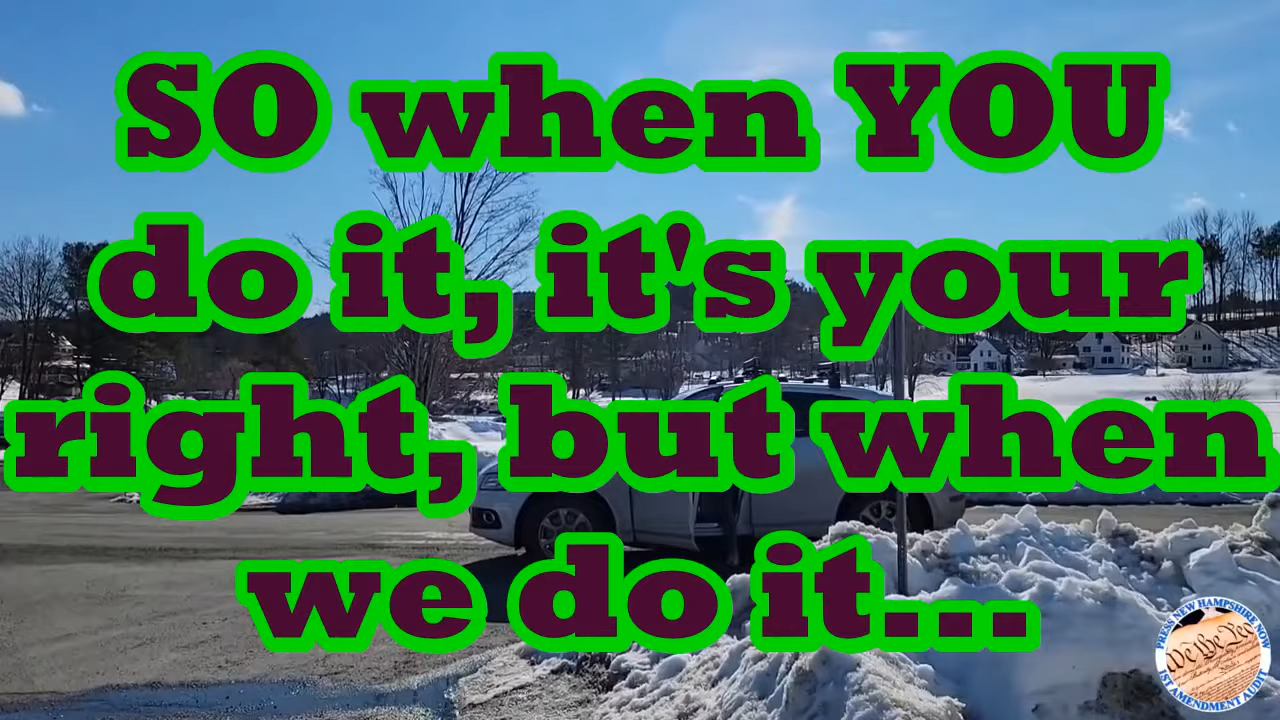 SO when YOU
do it, it's your
right, but when
we do it...
PRESS NEW HAMPSHIRE NOW
We the People
1ST AMENDMENT AUDIT